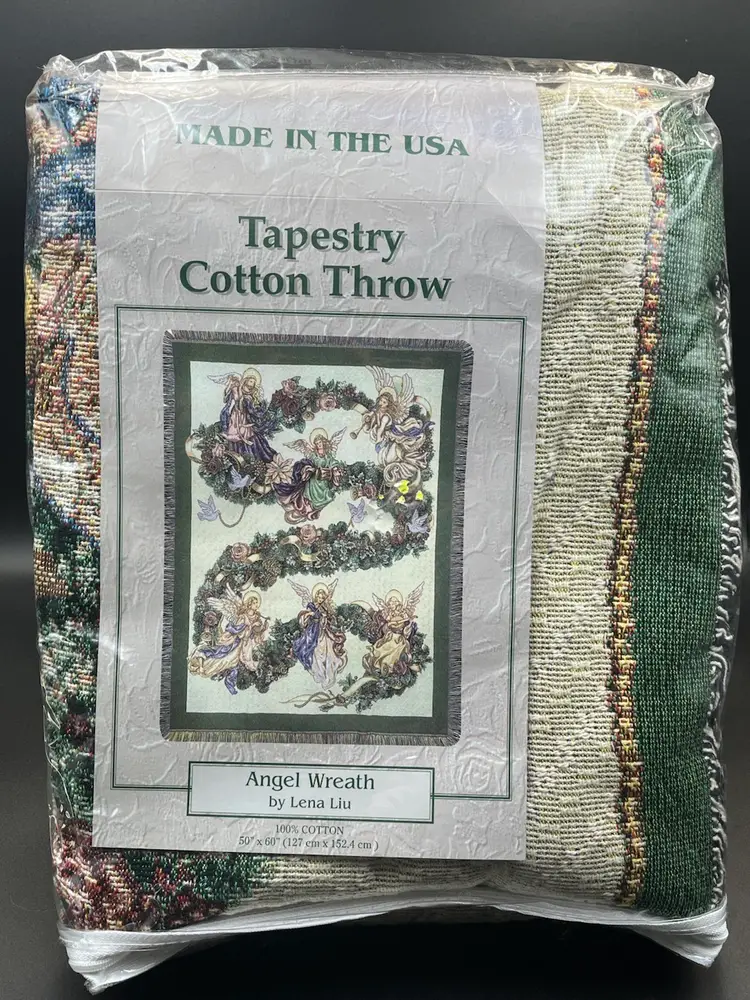 MADE IN THE USA
Tapestry
Cotton Throw
Angel Wreath
by Lena Liu
100% COTTON
50" x 60" (127 cm x 152.4 cm )